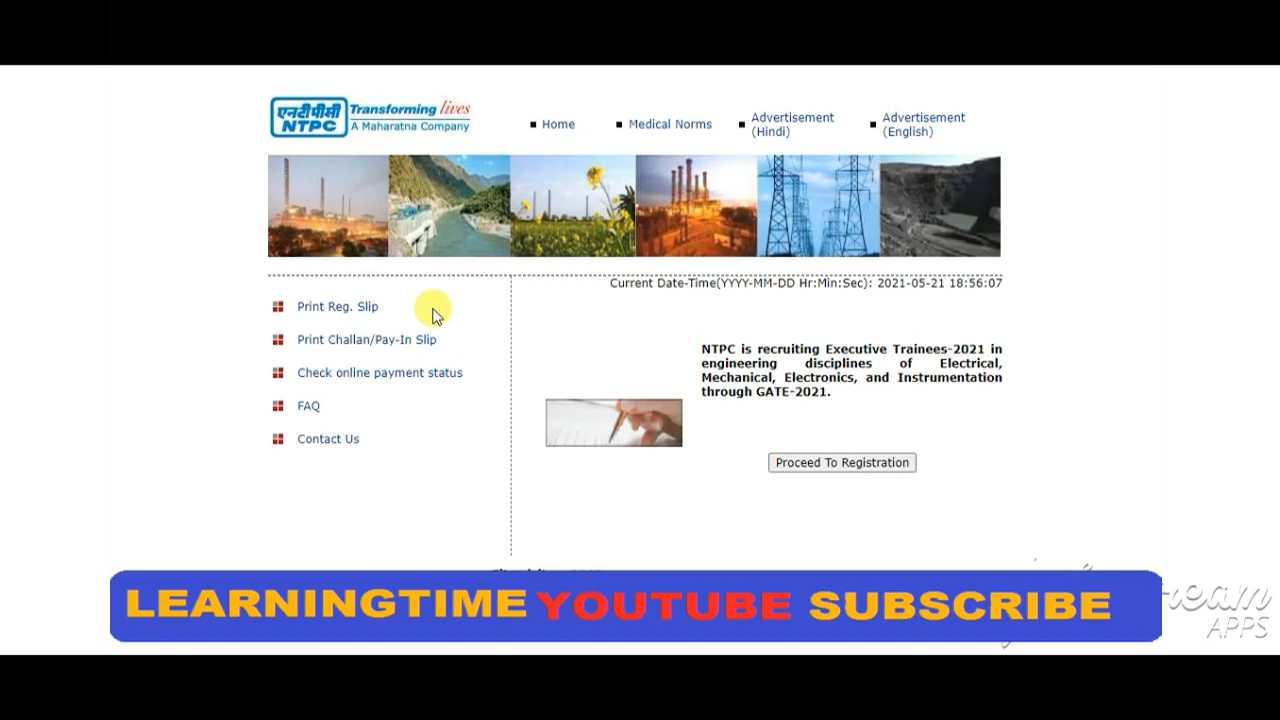 एनटीपीसी
NTPC
Transforming lives
A Maharatna Company
Home
Medical Norms
Advertisement
(Hindi)
Advertisement
(English)
Current Date-Time(YYYY-MM-DD Hr:Min:Sec): 2021-05-21 18:56:07
Print Reg. Slip
Print Challan/Pay-In Slip
Check online payment status
FAQ
Contact Us
NTPC is recruiting Executive Trainees-2021 in
engineering disciplines of Electrical,
Mechanical, Electronics, and Instrumentation
through GATE-2021.
Proceed To Registration
LEARNINGTIME YOUTUBE SUBSCRIBE
APPS